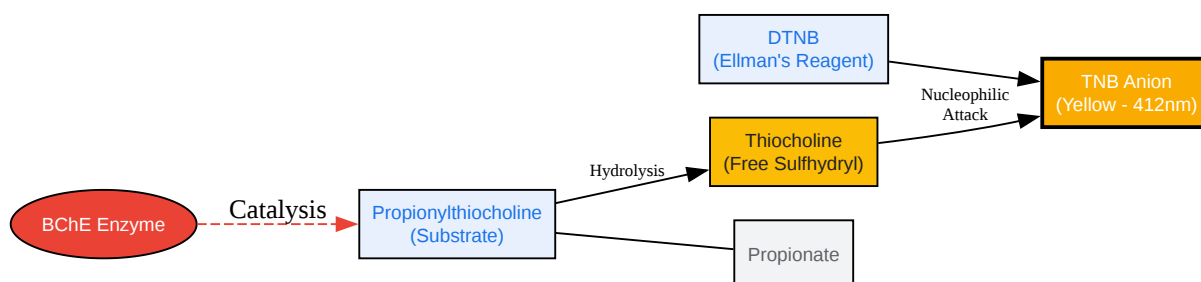 DTNB
(Ellman's Reagent)
TNB Anion
(Yellow - 412nm)
Nucleophilic
Attack
Thiocholine
(Free Sulfhydryl)
Hydrolysis
BChE Enzyme
Catalysis
Propionylthiocholine
(Substrate)
Propionate